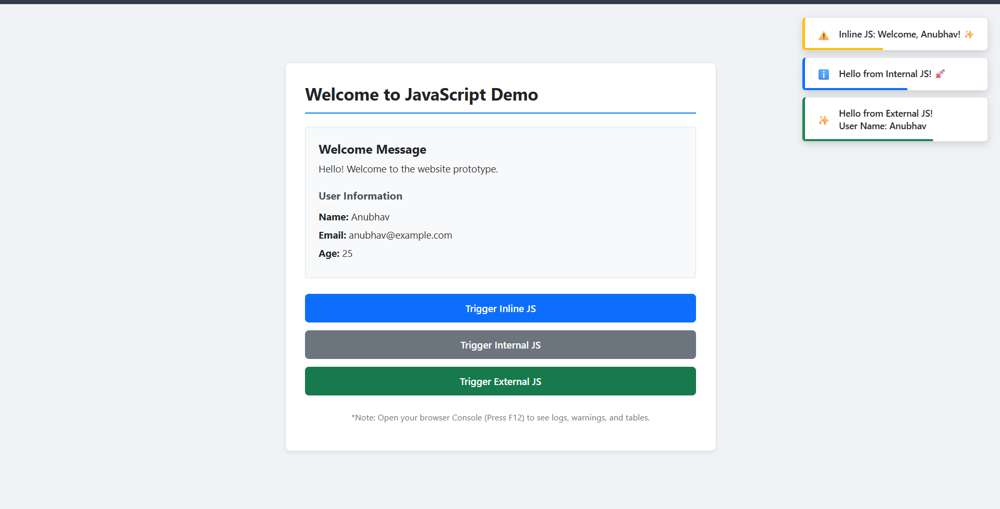 Welcome to JavaScript Demo
Welcome Message
Hello! Welcome to the website prototype.
User Information
Name: Anubhav
Email: anubhav@example.com
Age: 25
Trigger Inline JS
Trigger Internal JS
Trigger External JS
*Note: Open your browser Console (Press F12) to see logs, warnings, and tables.
Inline JS: Welcome, Anubhav! ✨
Hello from Internal JS! 🚀
Hello from External JS!
User Name: Anubhav